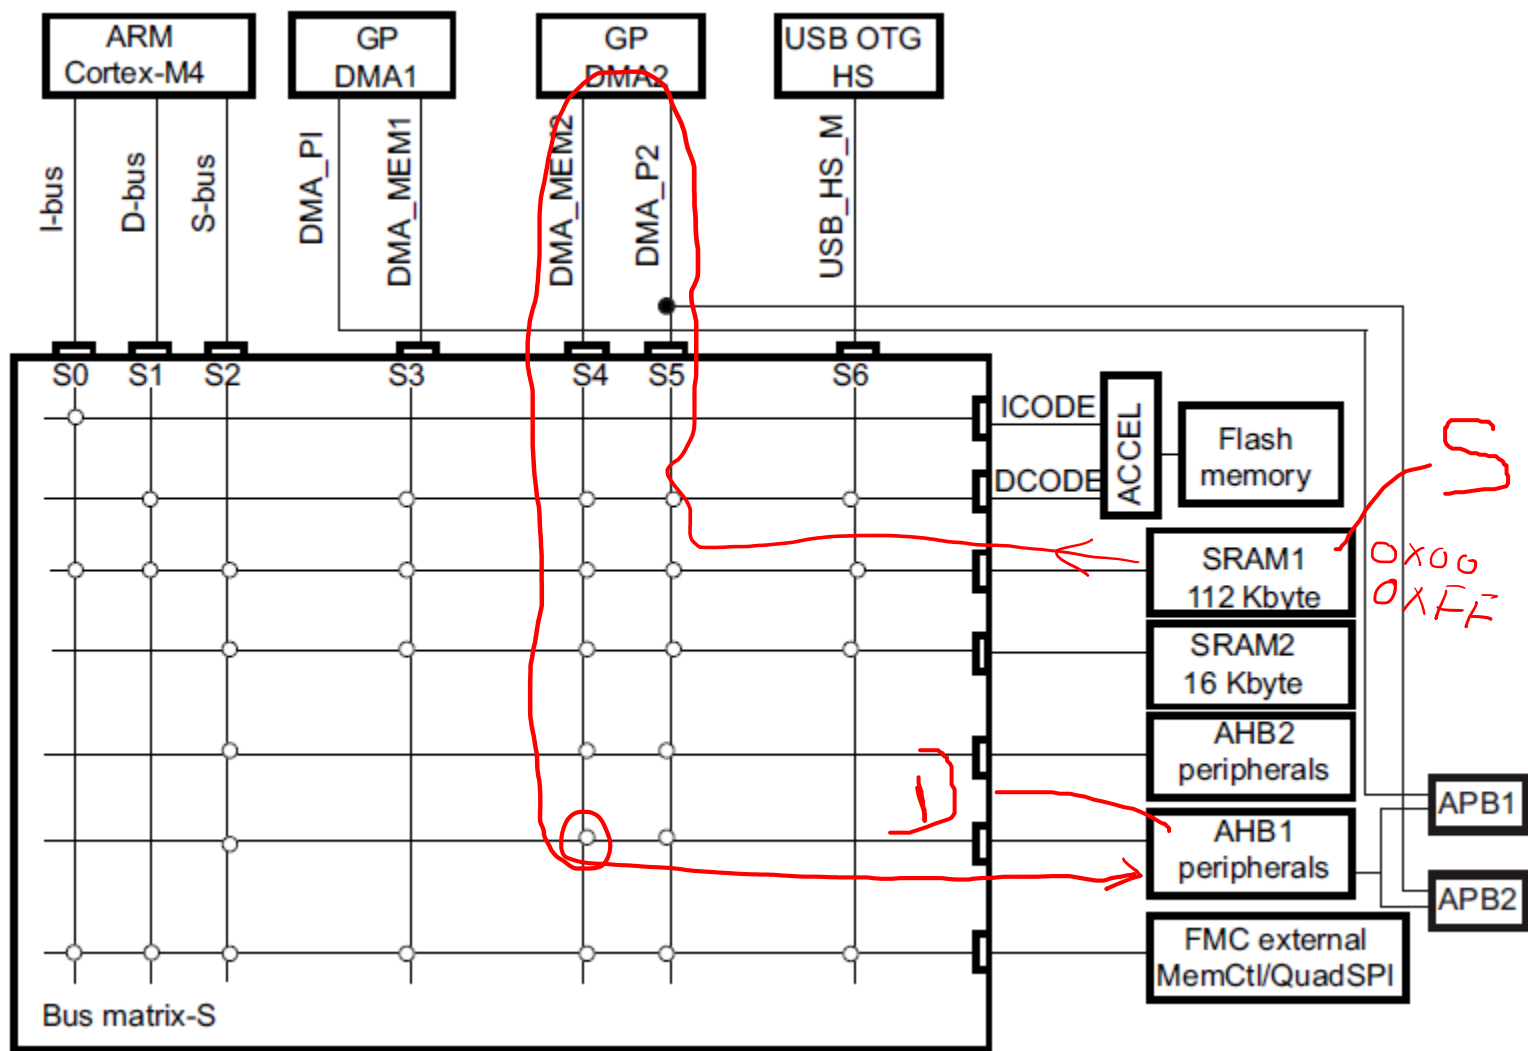 ARM
Cortex-M4
GP
DMA1
GP
DMA2
USB OTG
HS
I-bus
D-bus
S-bus
DMA_PI
DMA_MEM1
DMA_MEM2
DMA_P2
USB_HS_M
S0
S1
S2
S3
S4
S5
S6
ICODE
DCODE
ACCEL
Flash
memory
S
SRAM1
112 Kbyte
0X00
0XFF
SRAM2
16 Kbyte
AHB2
peripherals
D
AHB1
peripherals
APB1
APB2
FMC external
MemCtl/QuadSPI
Bus matrix-S